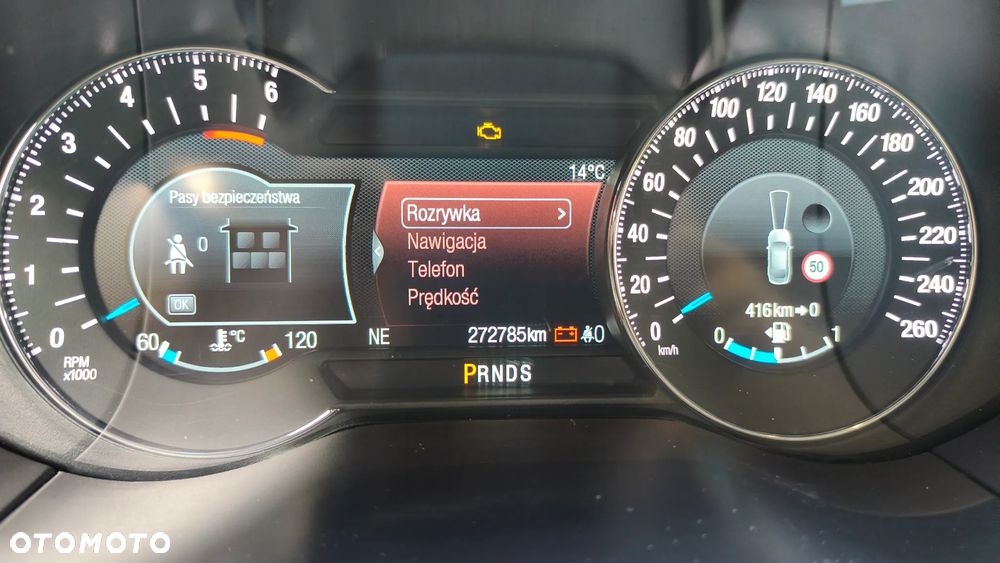 0
1
2
3
4
5
6
RPM
x1000
Pasy bezpieczeństwa
0
OK
60
°C
120
14°C
Rozrywka >
Nawigacja
Telefon
Prędkość
NE
272785km
0
PRNDS
0
20
40
60
80
100
120
140
160
180
200
220
240
260
km/h
50
416km→0
0
1
OTOMOTO